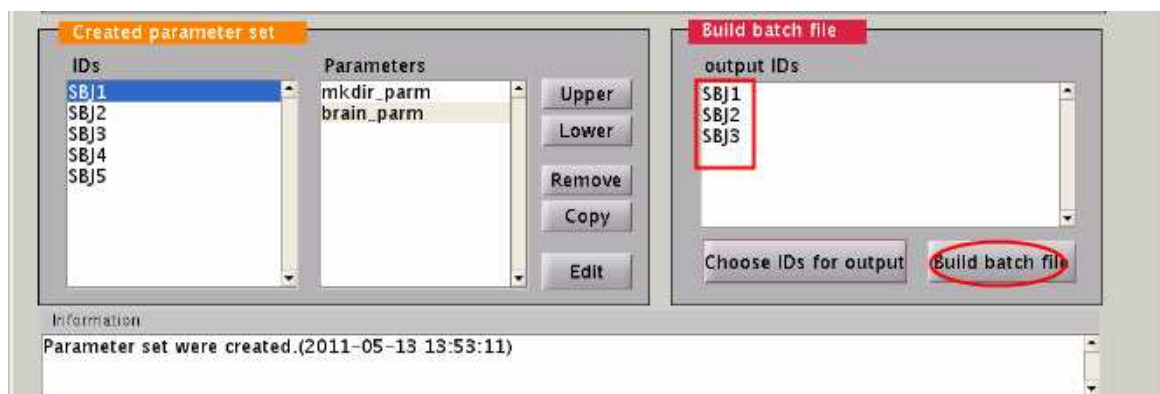 Created parameter set
IDs
SBJ1
SBJ2
SBJ3
SBJ4
SBJ5
Parameters
mkdir_parm
brain_parm
Upper
Lower
Remove
Copy
Edit
Build batch file
output IDs
SBJ1
SBJ2
SBJ3
Choose IDs for output
Build batch file
Information
Parameter set were created.(2011-05-13 13:53:11)